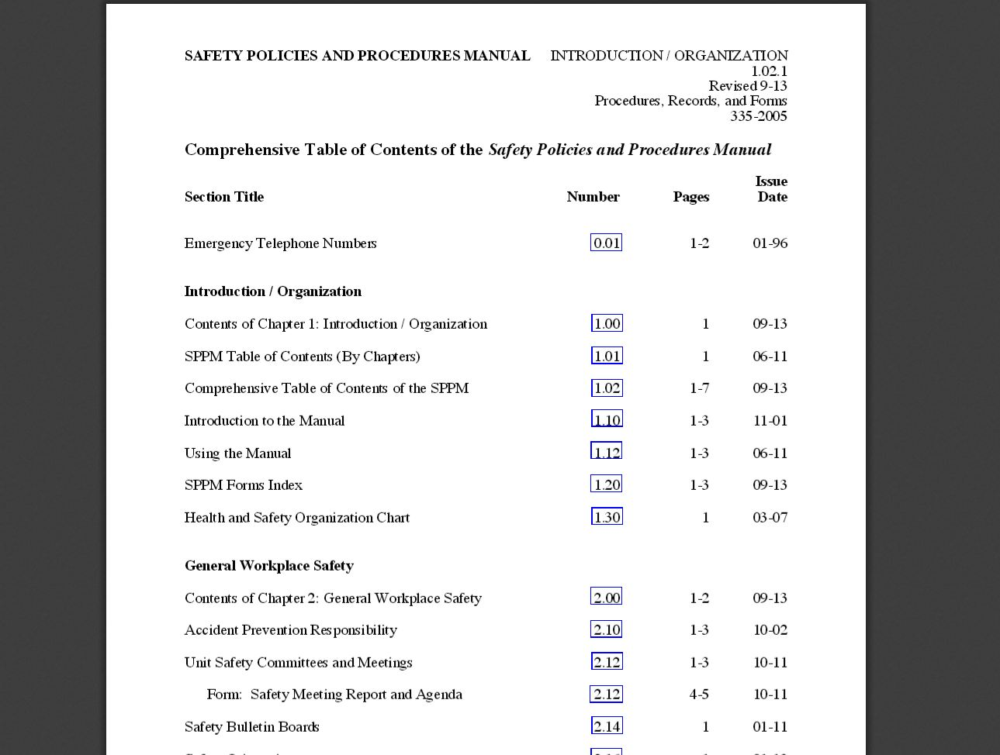 SAFETY POLICIES AND PROCEDURES MANUAL INTRODUCTION / ORGANIZATION
1.02.1
Revised 9-13
Procedures, Records, and Forms
335-2005
Comprehensive Table of Contents of the Safety Policies and Procedures Manual
Issue
Section Title Number Pages Date
Emergency Telephone Numbers 0.01 1-2 01-96
Introduction / Organization
Contents of Chapter 1: Introduction / Organization 1.00 1 09-13
SPPM Table of Contents (By Chapters) 1.01 1 06-11
Comprehensive Table of Contents of the SPPM 1.02 1-7 09-13
Introduction to the Manual 1.10 1-3 11-01
Using the Manual 1.12 1-3 06-11
SPPM Forms Index 1.20 1-3 09-13
Health and Safety Organization Chart 1.30 1 03-07
General Workplace Safety
Contents of Chapter 2: General Workplace Safety 2.00 1-2 09-13
Accident Prevention Responsibility 2.10 1-3 10-02
Unit Safety Committees and Meetings 2.12 1-3 10-11
Form: Safety Meeting Report and Agenda 2.12 4-5 10-11
Safety Bulletin Boards 2.14 1 01-11